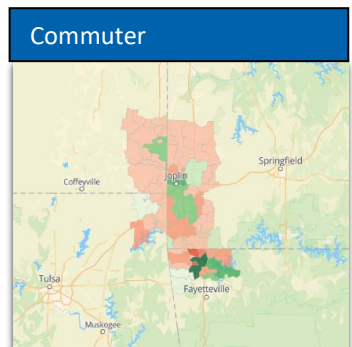 Commuter
Joplin
Springfield
Coffeyville
Tulsa
Fayetteville
Muskogee